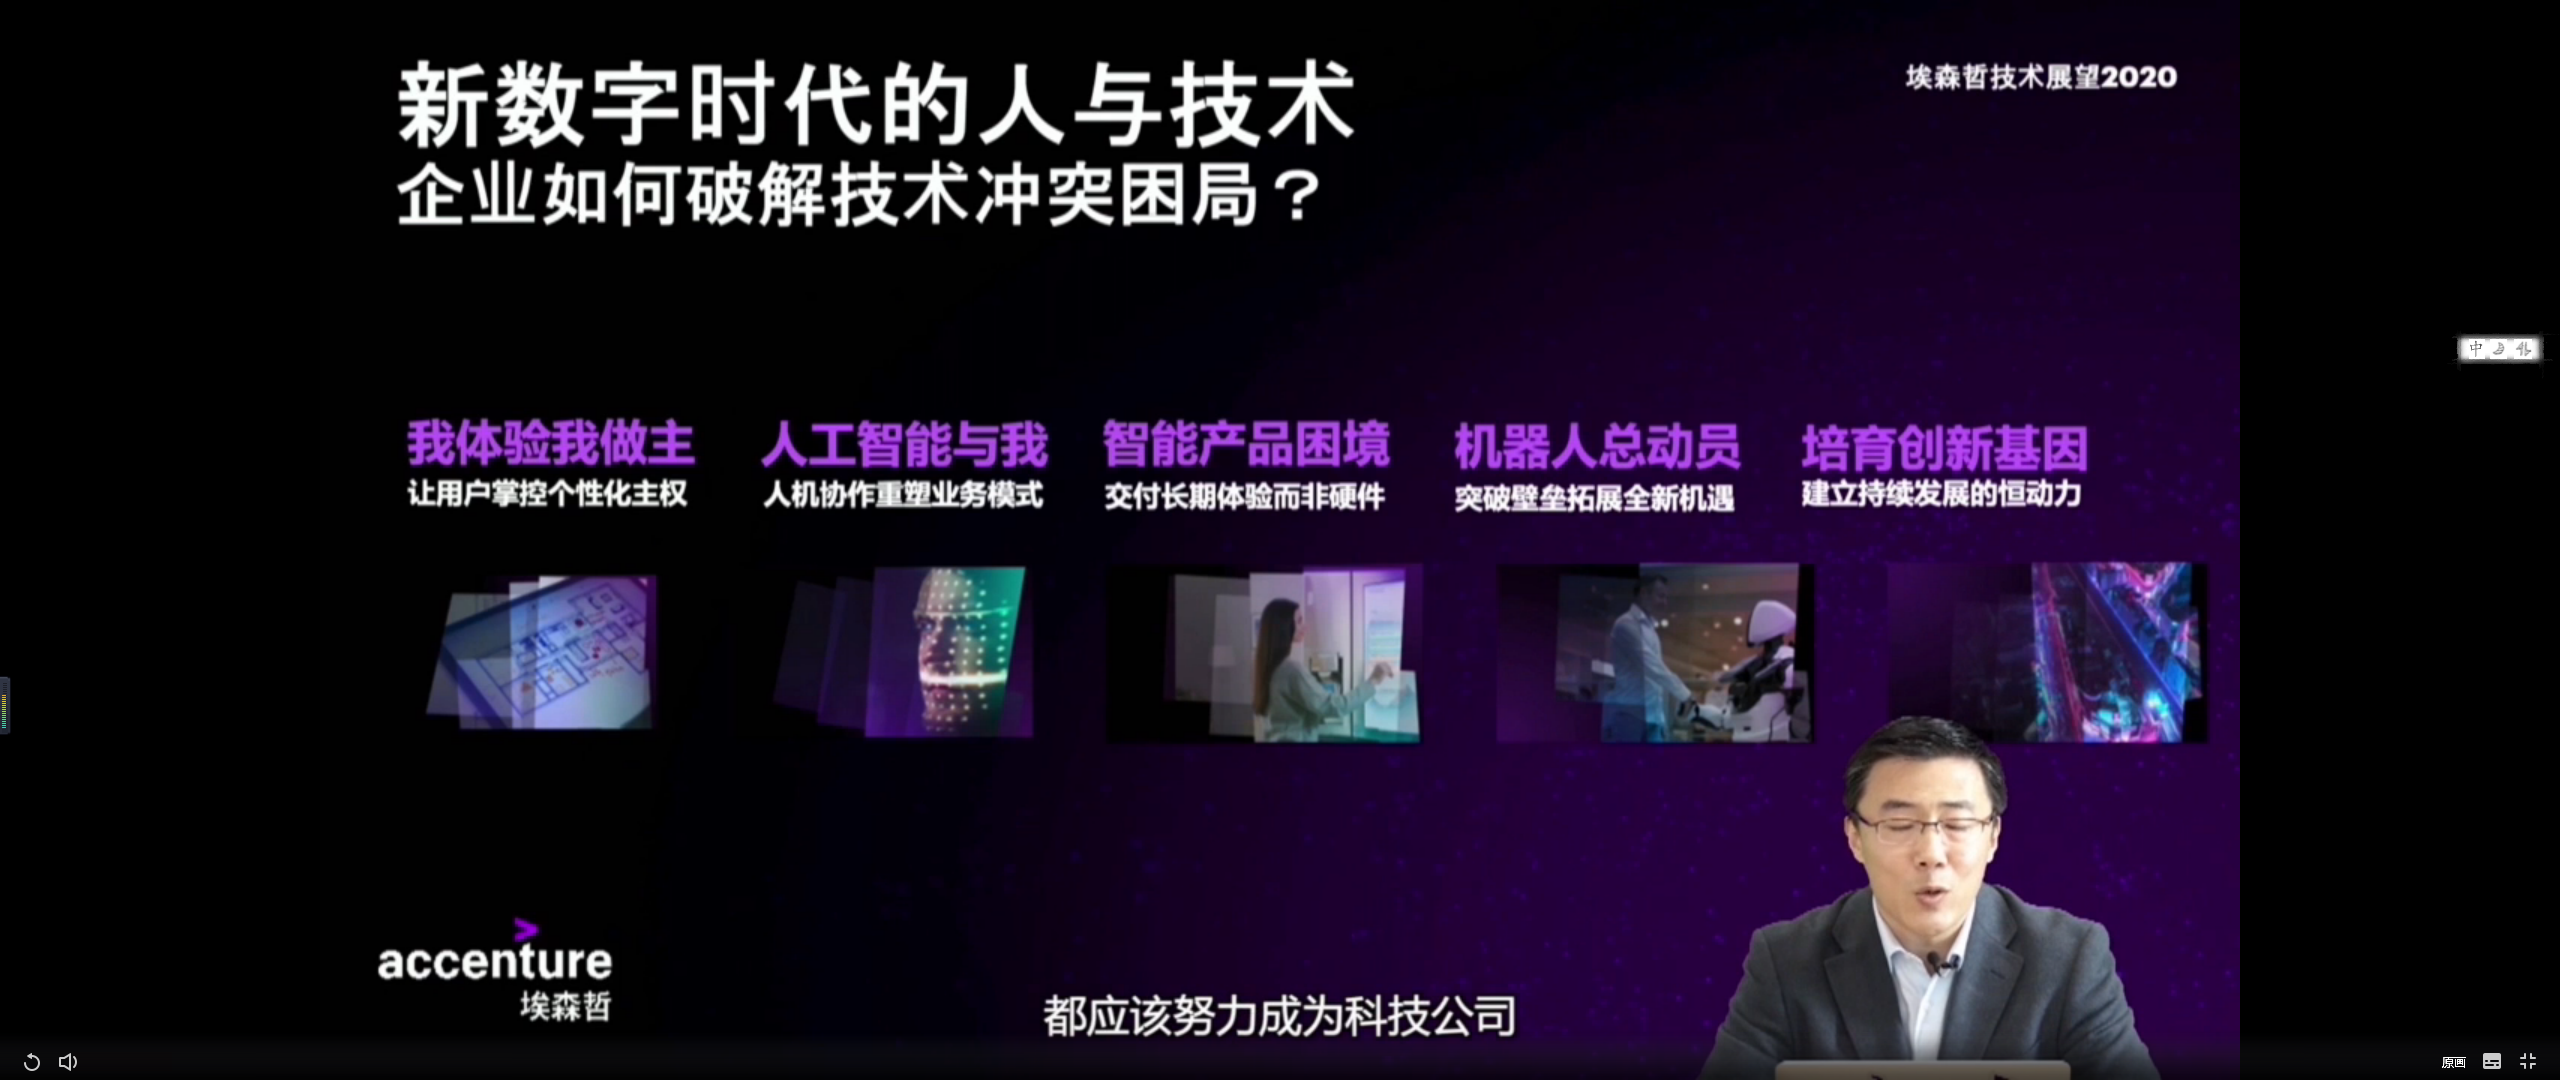 新数字时代的人与技术
企业如何破解技术冲突困局？
埃森哲技术展望2020
我体验我做主
让用户掌控个性化主权
人工智能与我
人机协作重塑业务模式
智能产品困境
交付长期体验而非硬件
机器人总动员
突破壁垒拓展全新机遇
培育创新基因
建立持续发展的恒动力
中
accenture
埃森哲
都应该努力成为科技公司
原画